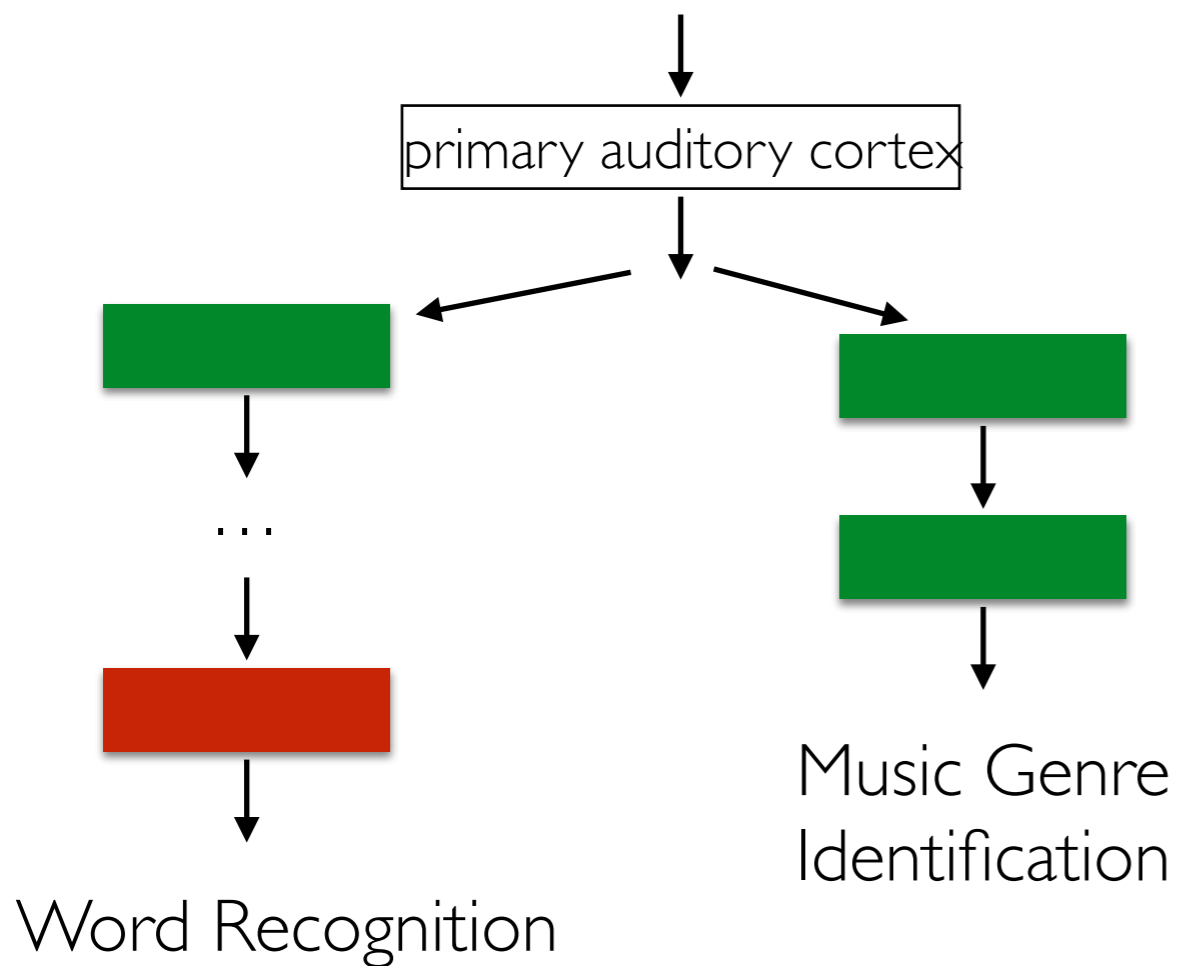 primary auditory cortex
...
Music Genre
Identification
Word Recognition